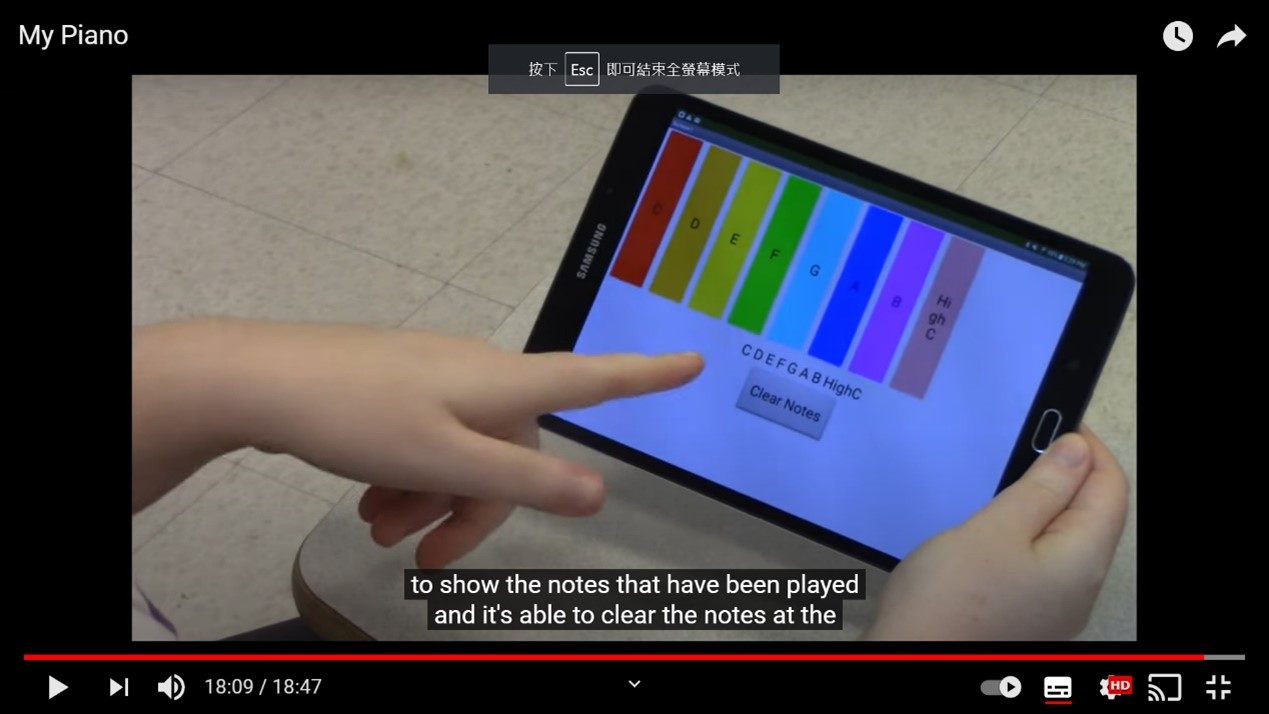 My Piano
按下 Esc 即可結束全螢幕模式
SAMSUNG
C
D
E
F
G
A
B
Hi
gh
C
C D E F G A B HighC
Clear Notes
to show the notes that have been played
and it's able to clear the notes at the
18:09 / 18:47
HD